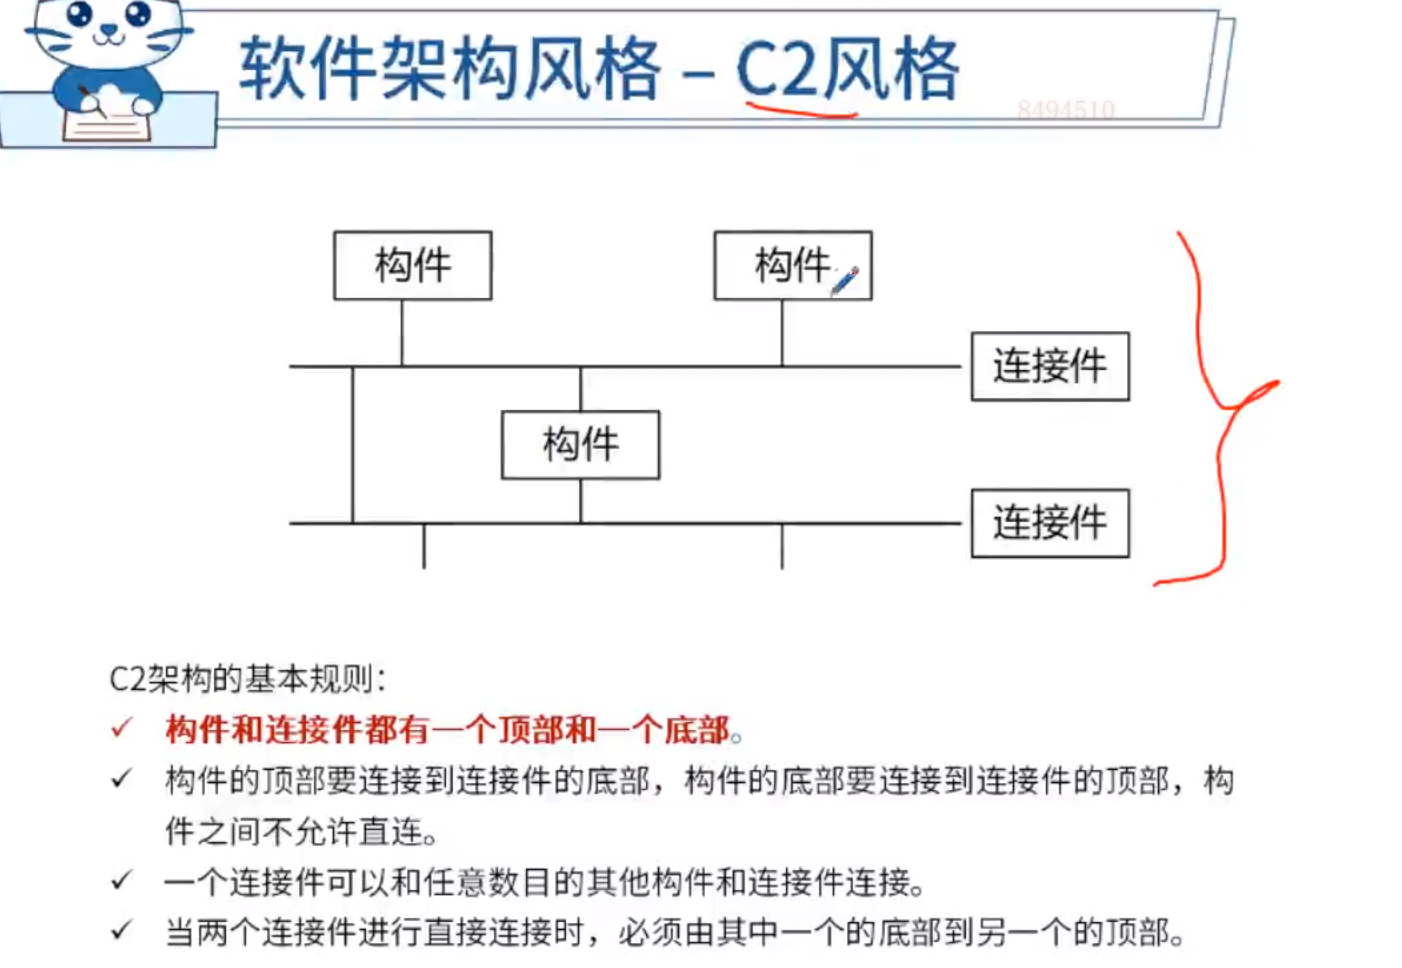 软件架构风格 – C2风格
8494510
构件
构件
连接件
构件
连接件
C2架构的基本规则：
✓ 构件和连接件都有一个顶部和一个底部。
✓ 构件的顶部要连接到连接件的底部，构件的底部要连接到连接件的顶部，构
件之间不允许直连。
✓ 一个连接件可以和任意数目的其他构件和连接件连接。
✓ 当两个连接件进行直接连接时，必须由其中一个的底部到另一个的顶部。